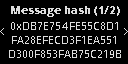 Message hash (1/2)
0xDB7E754FE55C8D1
FA28EFECD3F1EA551
D300F853FAB75C219B